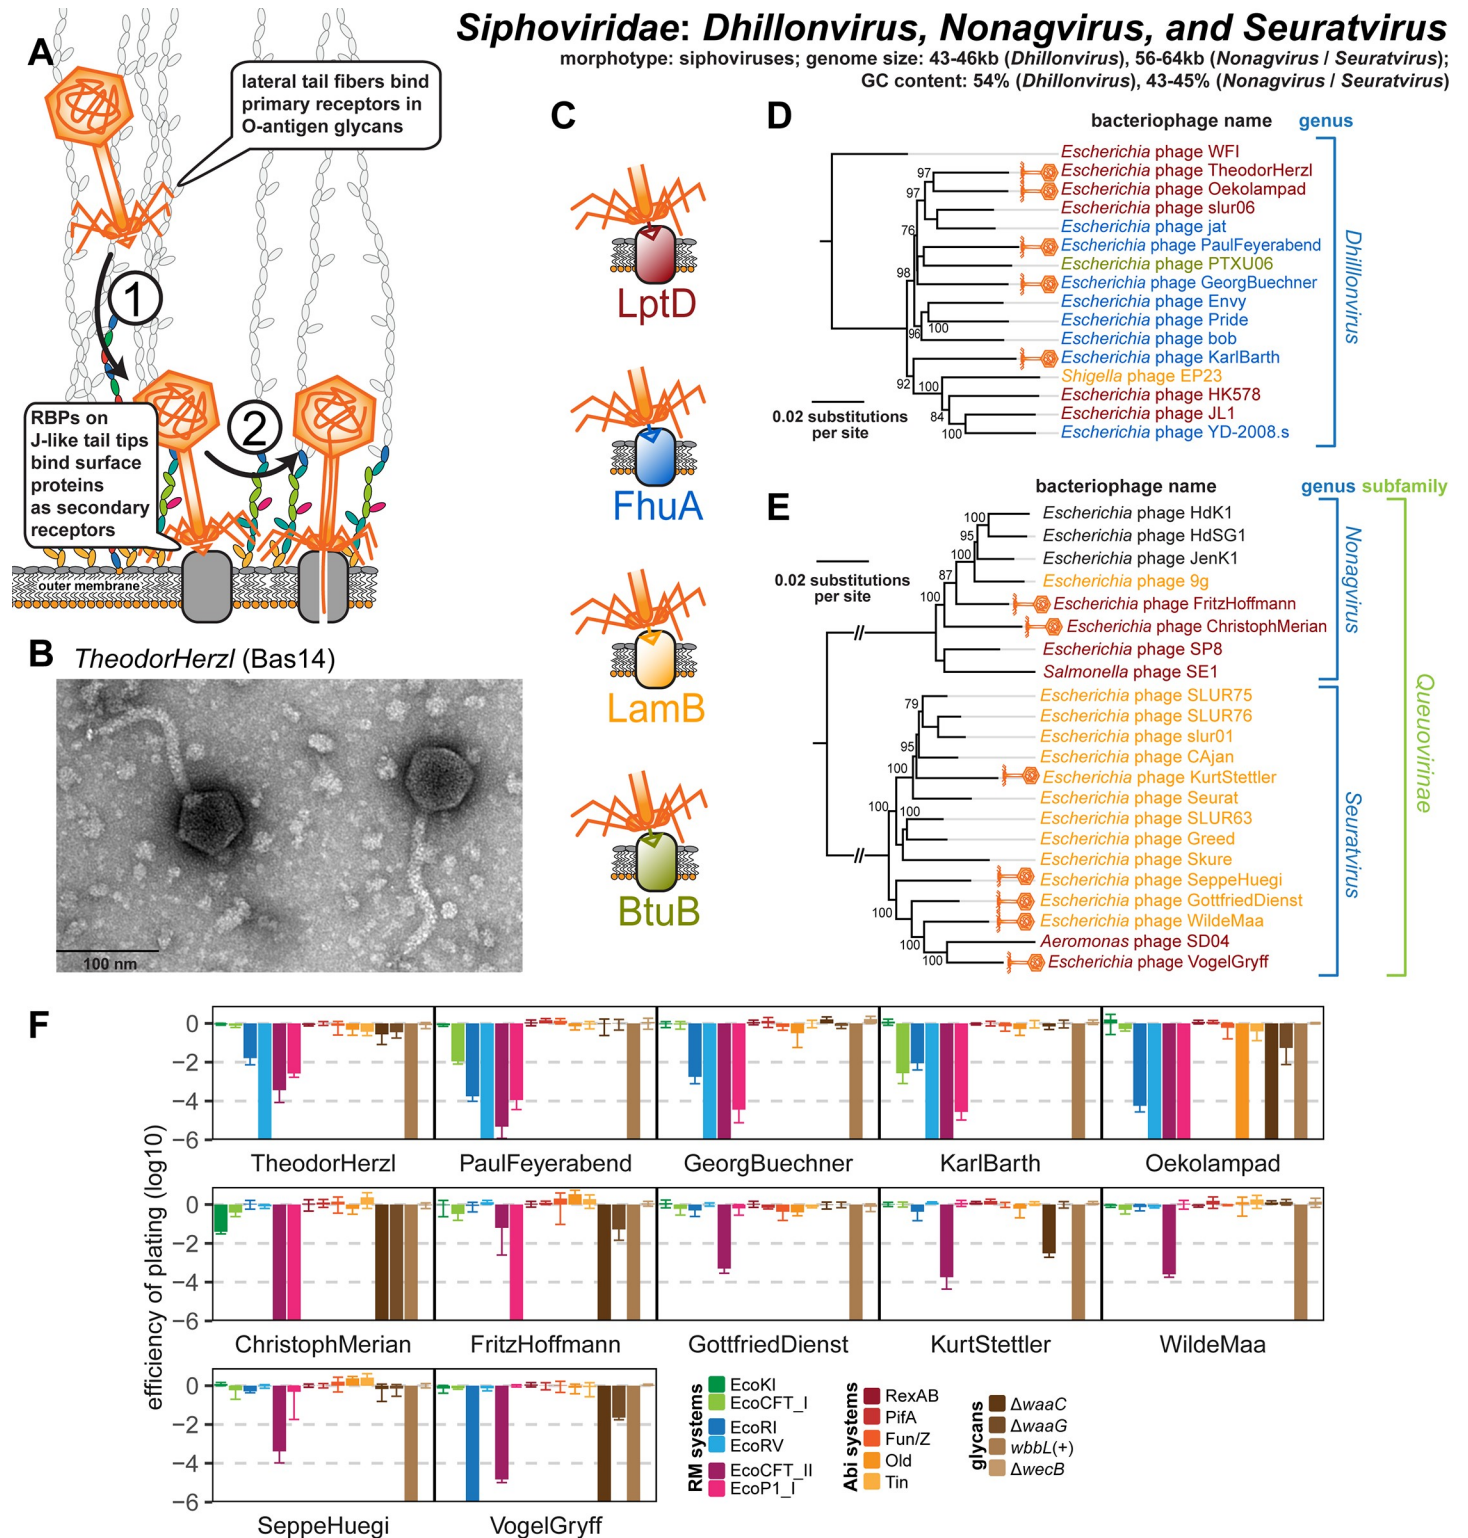 Siphoviridae: Dhillonvirus, Nonagvirus, and Seuratvirus
morphotype: siphoviruses; genome size: 43-46kb (Dhillonvirus), 56-64kb (Nonagvirus / Seuratvirus);
GC content: 54% (Dhillonvirus), 43-45% (Nonagvirus / Seuratvirus)
A
lateral tail fibers bind
primary receptors in
O-antigen glycans
1
2
RBPs on
J-like tail tips
bind surface
proteins
as secondary
receptors
outer membrane
B
TheodorHerzl (Bas14)
100 nm
C
LptD
FhuA
LamB
BtuB
D
bacteriophage name genus
Escherichia phage WFI
Escherichia phage TheodorHerzl
Escherichia phage Oekolampad
Escherichia phage slur06
Escherichia phage jat
Escherichia phage PaulFeyerabend
Escherichia phage PTXU06
Escherichia phage GeorgBuechner
Escherichia phage Envy
Escherichia phage Pride
Escherichia phage bob
Escherichia phage KarlBarth
Shigella phage EP23
Escherichia phage HK578
Escherichia phage JL1
Escherichia phage YD-2008.s
97
97
76
98
100
96
92
100
84
100
0.02 substitutions
per site
Dhillonvirus
E
bacteriophage name genus subfamily
Escherichia phage HdK1
Escherichia phage HdSG1
Escherichia phage JenK1
Escherichia phage 9g
Escherichia phage FritzHoffmann
Escherichia phage ChristophMerian
Escherichia phage SP8
Salmonella phage SE1
Escherichia phage SLUR75
Escherichia phage SLUR76
Escherichia phage slur01
Escherichia phage CAjan
Escherichia phage KurtStettler
Escherichia phage Seurat
Escherichia phage SLUR63
Escherichia phage Greed
Escherichia phage Skure
Escherichia phage SeppeHuegi
Escherichia phage GottfriedDienst
Escherichia phage WildeMaa
Aeromonas phage SD04
Escherichia phage VogelGryff
100
95
100
87
100
79
95
100
100
100
100
100
100
0.02 substitutions
per site
//
//
Nonagvirus
Seuratvirus
Queuovirinae
F
efficiency of plating (log10)
0
−2
−4
−6
TheodorHerzl
PaulFeyerabend
GeorgBuechner
KarlBarth
Oekolampad
0
−2
−4
−6
ChristophMerian
FritzHoffmann
GottfriedDienst
KurtStettler
WildeMaa
0
−2
−4
−6
SeppeHuegi
VogelGryff
RM systems
EcoKI
EcoCFT_I
EcoRI
EcoRV
EcoCFT_II
EcoP1_I
Abi systems
RexAB
PifA
Fun/Z
Old
Tin
glycans
ΔwaaC
ΔwaaG
wbbL(+)
ΔwecB